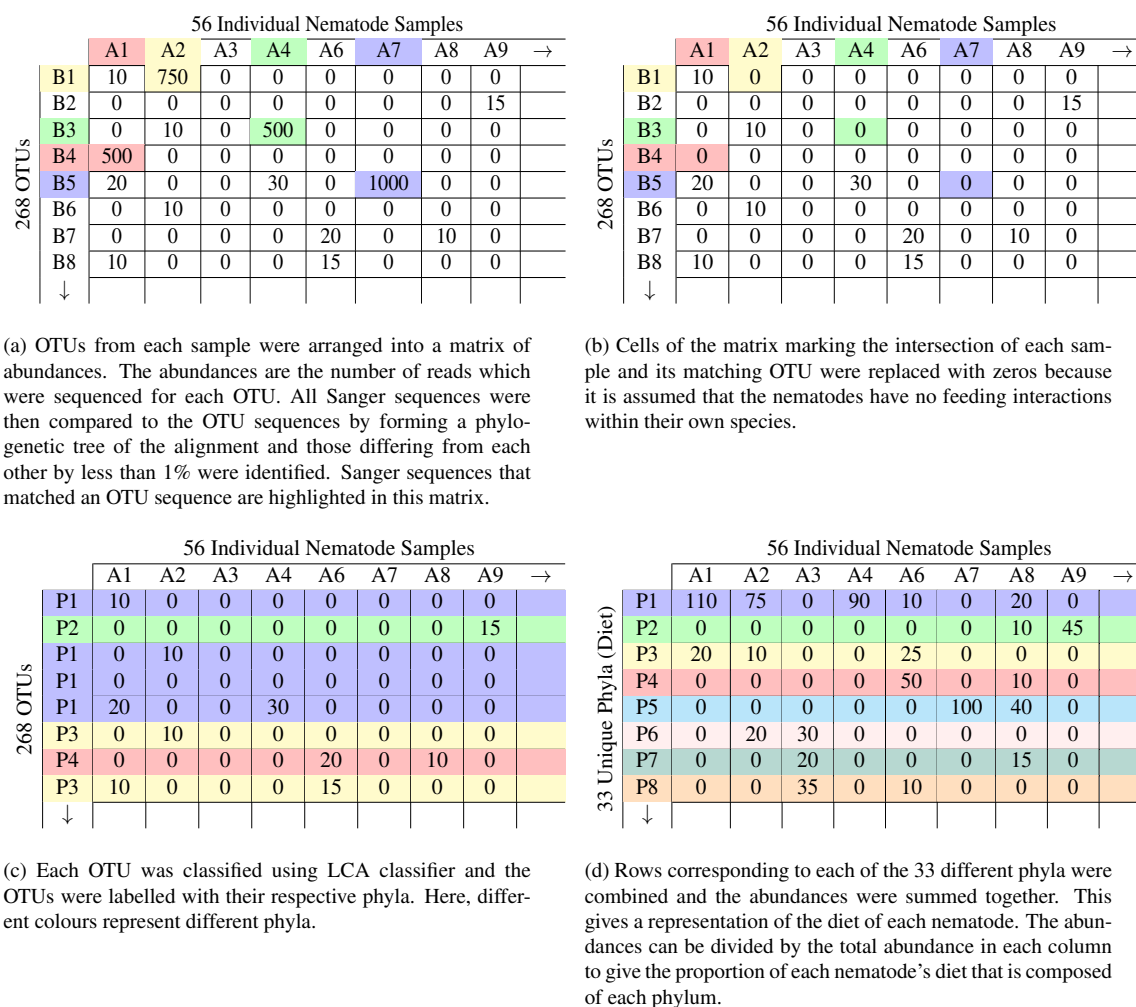 56 Individual Nematode Samples
A1 A2 A3 A4 A6 A7 A8 A9 →
B1 10 750 0 0 0 0 0 0
B2 0 0 0 0 0 0 0 15
B3 0 10 0 500 0 0 0 0
B4 500 0 0 0 0 0 0 0
B5 20 0 0 30 0 1000 0 0
B6 0 10 0 0 0 0 0 0
B7 0 0 0 0 20 0 10 0
B8 10 0 0 0 15 0 0 0
↓
268 OTUs
(a) OTUs from each sample were arranged into a matrix of
abundances. The abundances are the number of reads which
were sequenced for each OTU. All Sanger sequences were
then compared to the OTU sequences by forming a phylo-
genetic tree of the alignment and those differing from each
other by less than 1% were identified. Sanger sequences that
matched an OTU sequence are highlighted in this matrix.
56 Individual Nematode Samples
A1 A2 A3 A4 A6 A7 A8 A9 →
B1 10 0 0 0 0 0 0 0
B2 0 0 0 0 0 0 0 15
B3 0 10 0 0 0 0 0 0
B4 0 0 0 0 0 0 0 0
B5 20 0 0 30 0 0 0 0
B6 0 10 0 0 0 0 0 0
B7 0 0 0 0 20 0 10 0
B8 10 0 0 0 15 0 0 0
↓
268 OTUs
(b) Cells of the matrix marking the intersection of each sam-
ple and its matching OTU were replaced with zeros because
it is assumed that the nematodes have no feeding interactions
within their own species.
56 Individual Nematode Samples
A1 A2 A3 A4 A6 A7 A8 A9 →
P1 10 0 0 0 0 0 0 0
P2 0 0 0 0 0 0 0 15
P1 0 10 0 0 0 0 0 0
P1 0 0 0 0 0 0 0 0
P1 20 0 0 30 0 0 0 0
P3 0 10 0 0 0 0 0 0
P4 0 0 0 0 20 0 10 0
P3 10 0 0 0 15 0 0 0
↓
268 OTUs
(c) Each OTU was classified using LCA classifier and the
OTUs were labelled with their respective phyla. Here, differ-
ent colours represent different phyla.
56 Individual Nematode Samples
A1 A2 A3 A4 A6 A7 A8 A9 →
P1 110 75 0 90 10 0 20 0
P2 0 0 0 0 0 0 10 45
P3 20 10 0 0 25 0 0 0
P4 0 0 0 0 50 0 10 0
P5 0 0 0 0 0 100 40 0
P6 0 20 30 0 0 0 0 0
P7 0 0 20 0 0 0 15 0
P8 0 0 35 0 10 0 0 0
↓
33 Unique Phyla (Diet)
(d) Rows corresponding to each of the 33 different phyla were
combined and the abundances were summed together. This
gives a representation of the diet of each nematode. The abun-
dances can be divided by the total abundance in each column
to give the proportion of each nematode's diet that is composed
of each phylum.